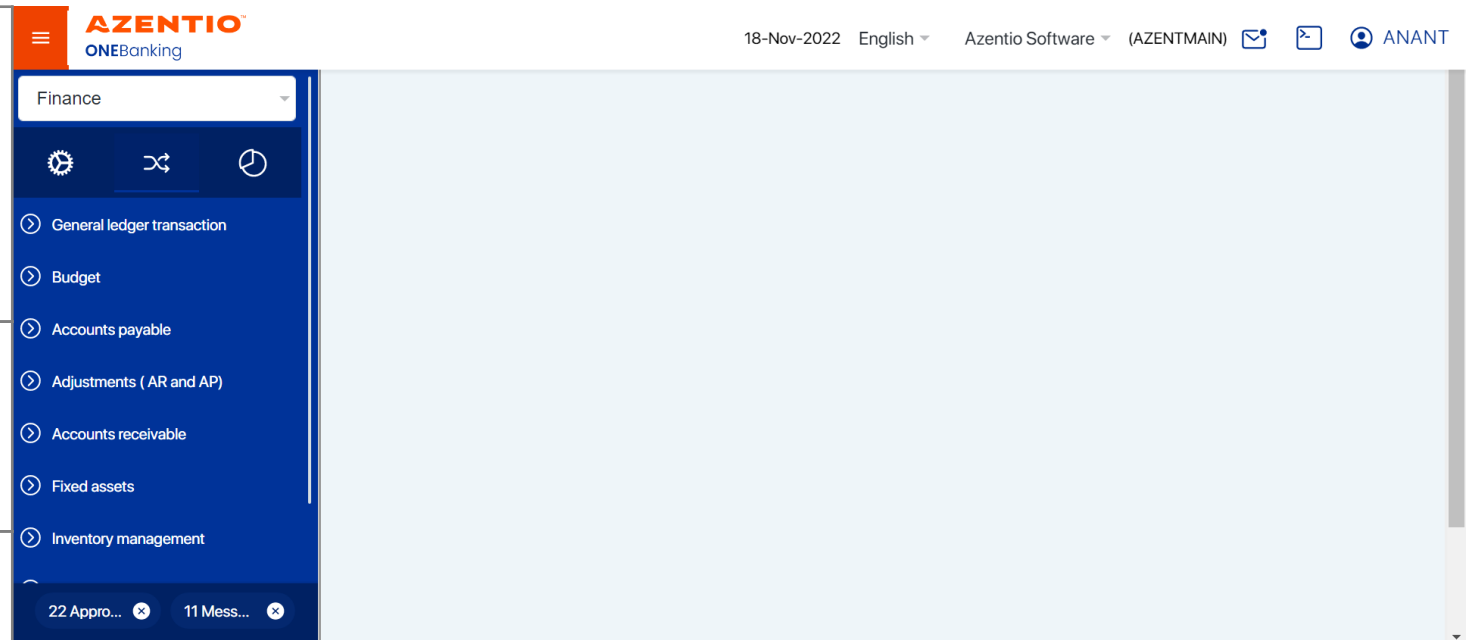 AZENTIO™
ONEBanking
18-Nov-2022 English Azentio Software (AZENTMAIN) ANANT
Finance
General ledger transaction
Budget
Accounts payable
Adjustments ( AR and AP)
Accounts receivable
Fixed assets
Inventory management
22 Appro... 11 Mess...